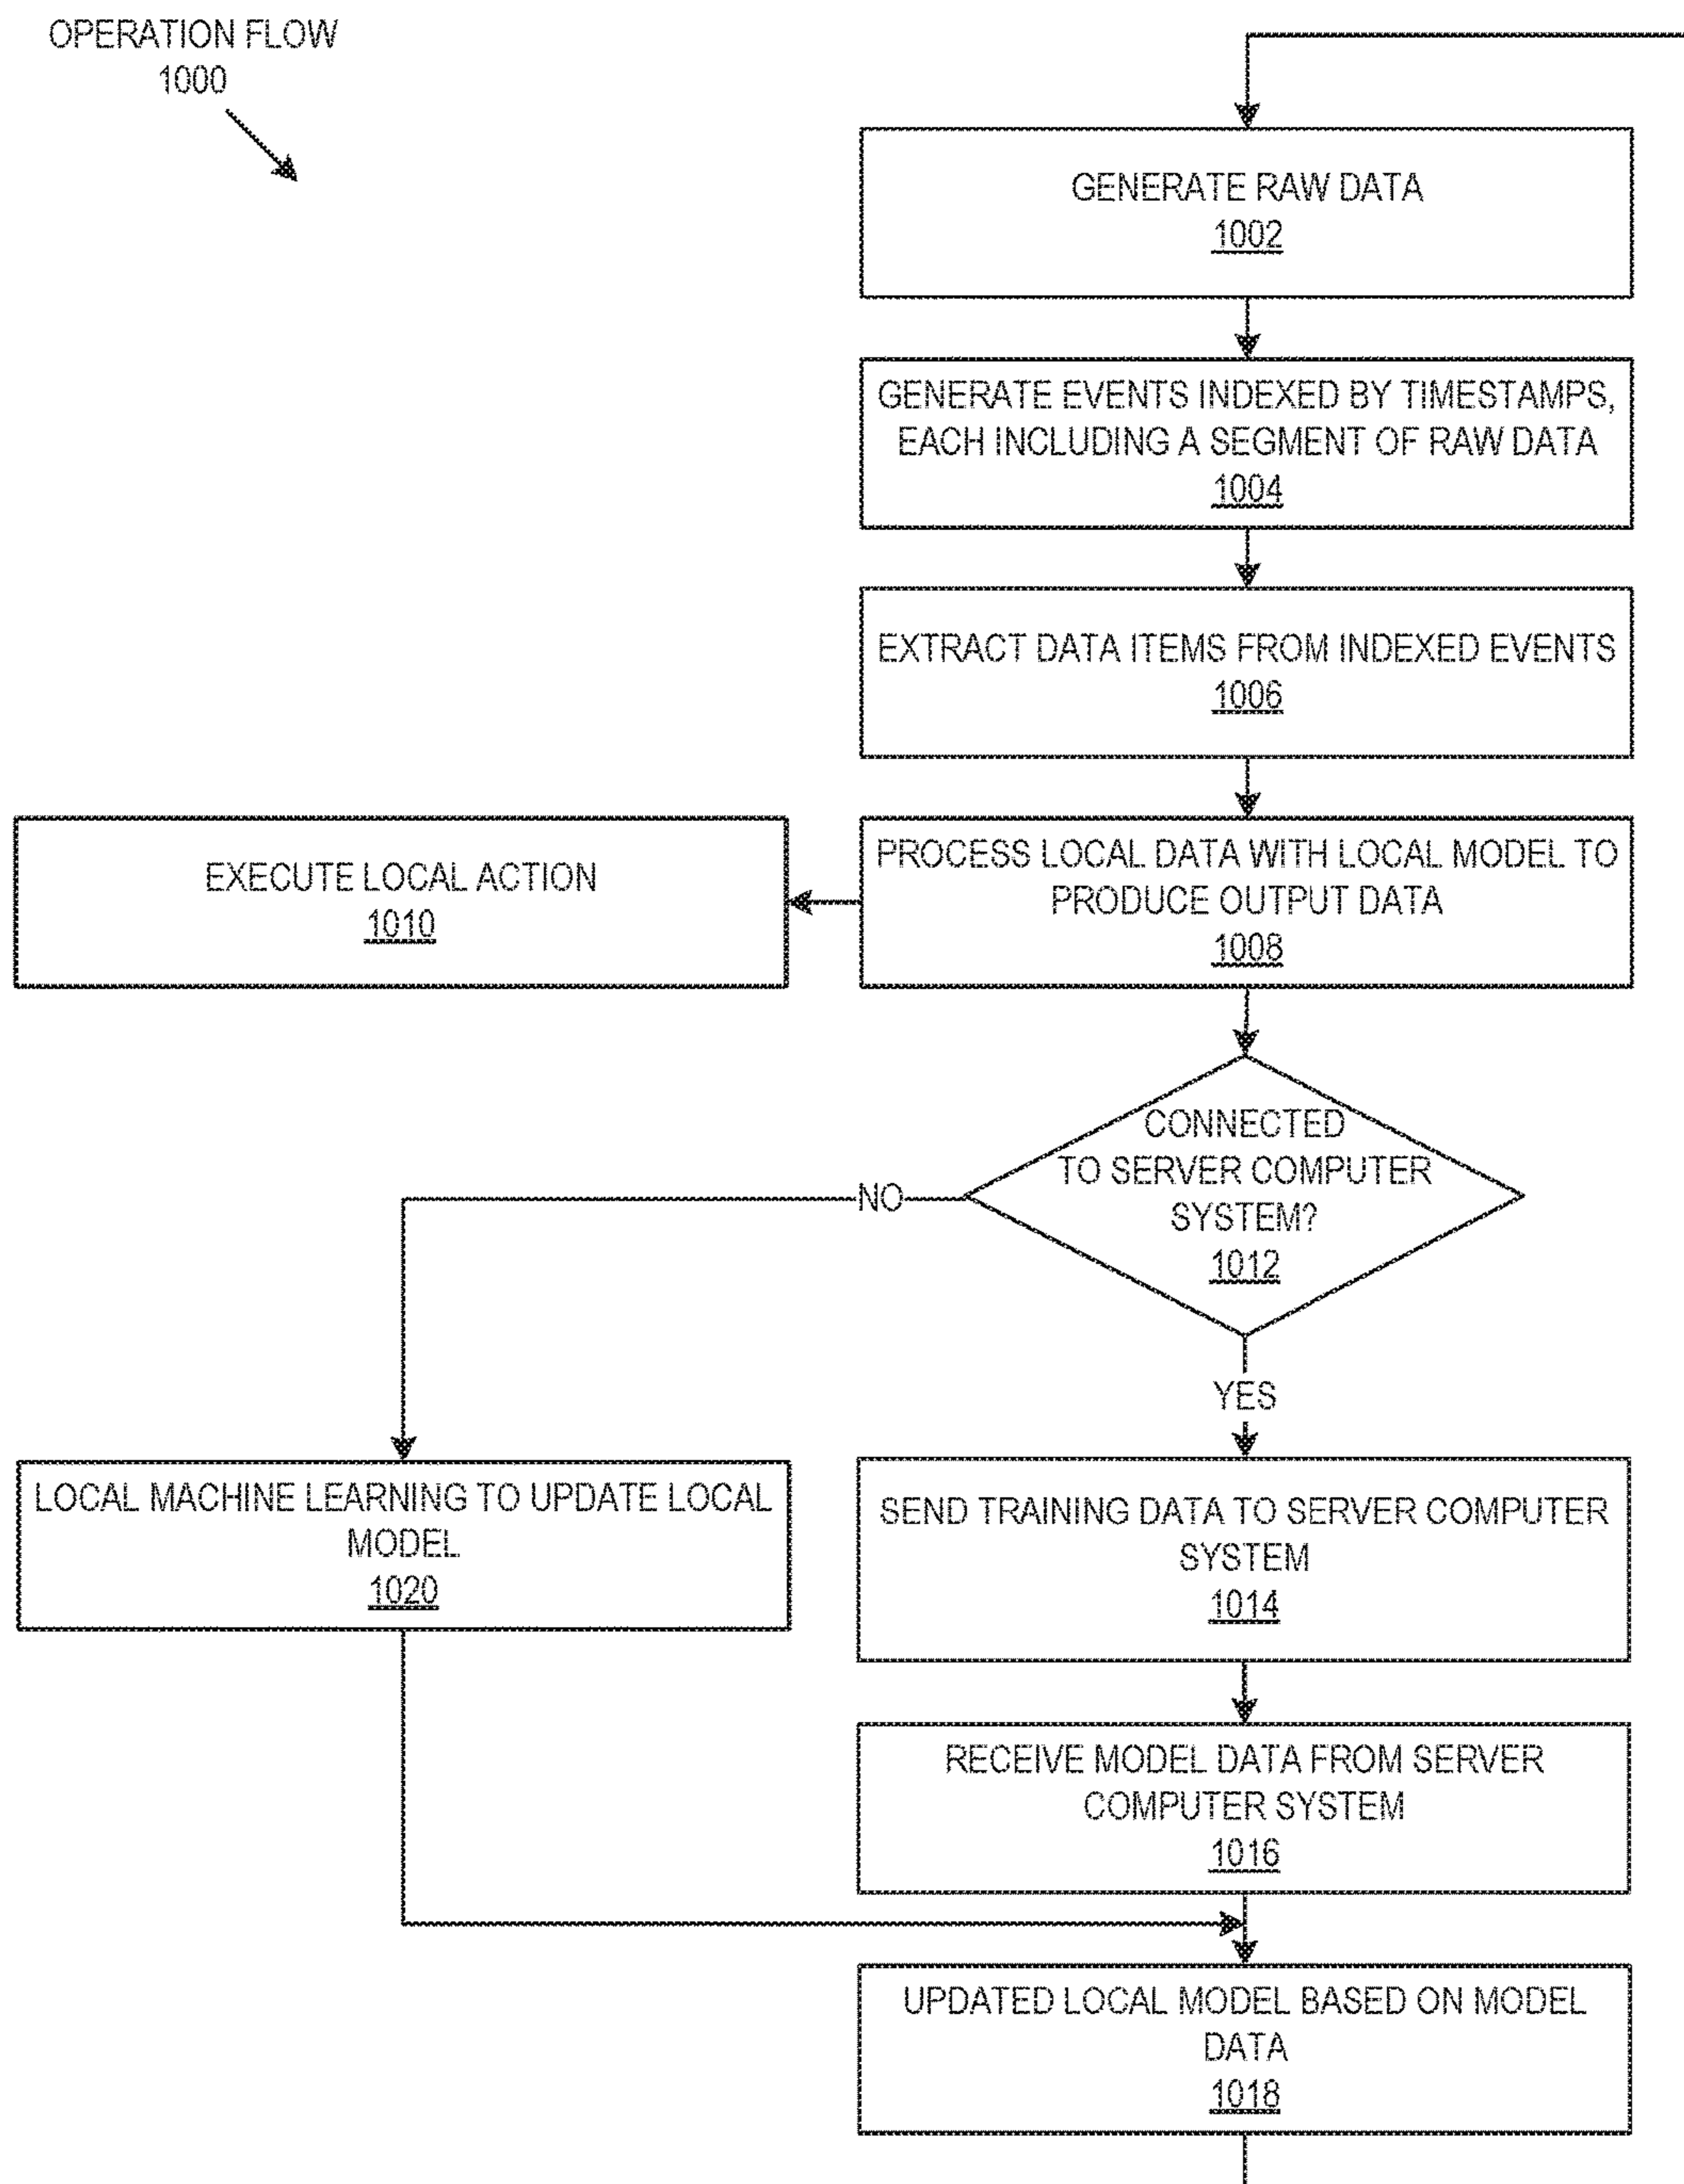 OPERATION FLOW
1000
GENERATE RAW DATA
1002
GENERATE EVENTS INDEXED BY TIMESTAMPS,
EACH INCLUDING A SEGMENT OF RAW DATA
1004
EXTRACT DATA ITEMS FROM INDEXED EVENTS
1006
PROCESS LOCAL DATA WITH LOCAL MODEL TO
PRODUCE OUTPUT DATA
1008
EXECUTE LOCAL ACTION
1010
CONNECTED
TO SERVER COMPUTER
SYSTEM?
1012
NO
YES
LOCAL MACHINE LEARNING TO UPDATE LOCAL
MODEL
1020
SEND TRAINING DATA TO SERVER COMPUTER
SYSTEM
1014
RECEIVE MODEL DATA FROM SERVER
COMPUTER SYSTEM
1016
UPDATED LOCAL MODEL BASED ON MODEL
DATA
1018